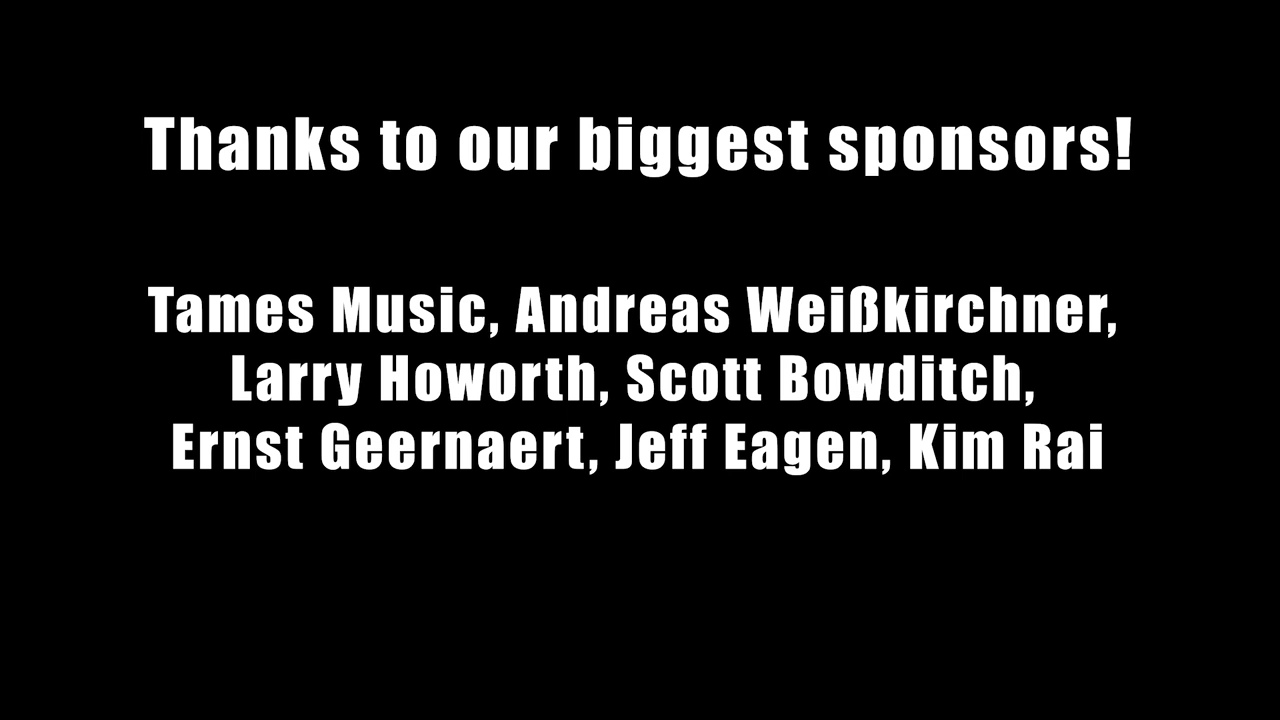 Thanks to our biggest sponsors!
Tames Music, Andreas Weißkirchner,
Larry Howorth, Scott Bowditch,
Ernst Geernaert, Jeff Eagen, Kim Rai